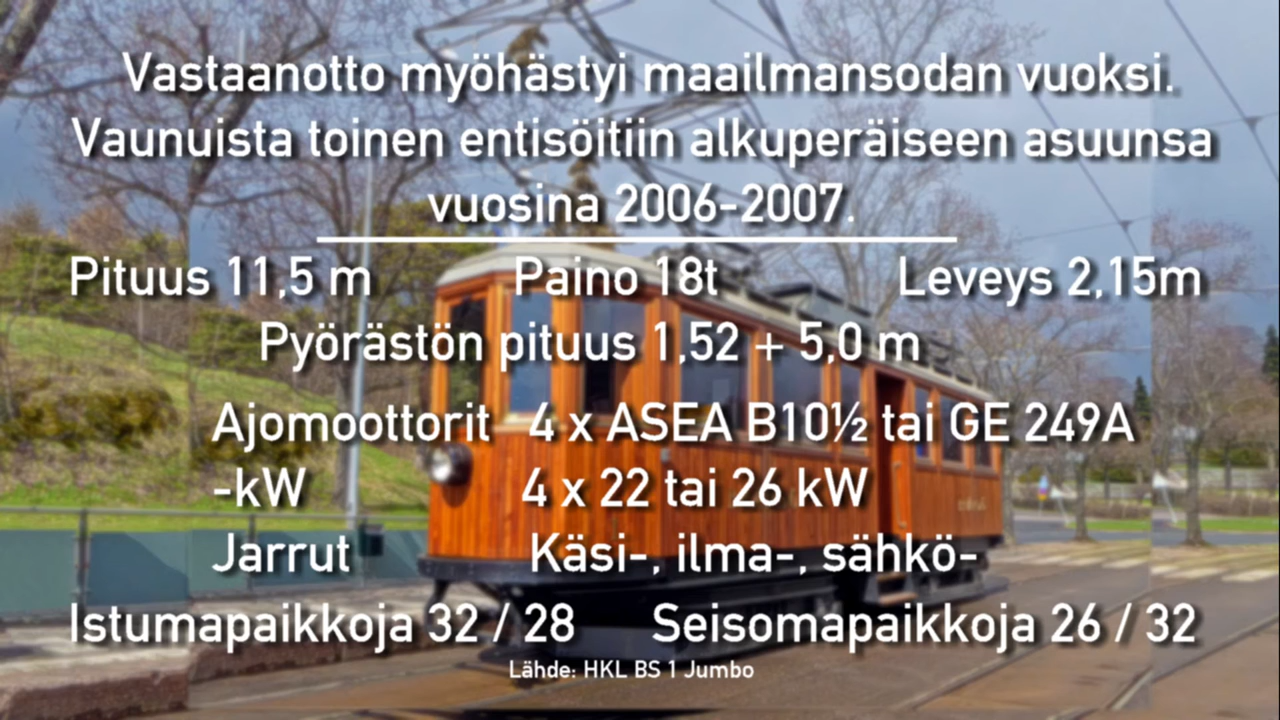 Vastaanotto myöhästyi maailmansodan vuoksi.
Vaunuista toinen entisöitiin alkuperäiseen asuunsa
vuosina 2006-2007.
Pituus 11,5 m Paino 18t Leveys 2,15m
Pyörästön pituus 1,52 + 5,0 m
Ajomoottorit 4 x ASEA B10½ tai GE 249A
-kW 4 x 22 tai 26 kW
Jarrut Käsi-, ilma-, sähkö-
Istumapaikkoja 32 / 28 Seisomapaikkoja 26 / 32
Lähde: HKL BS 1 Jumbo